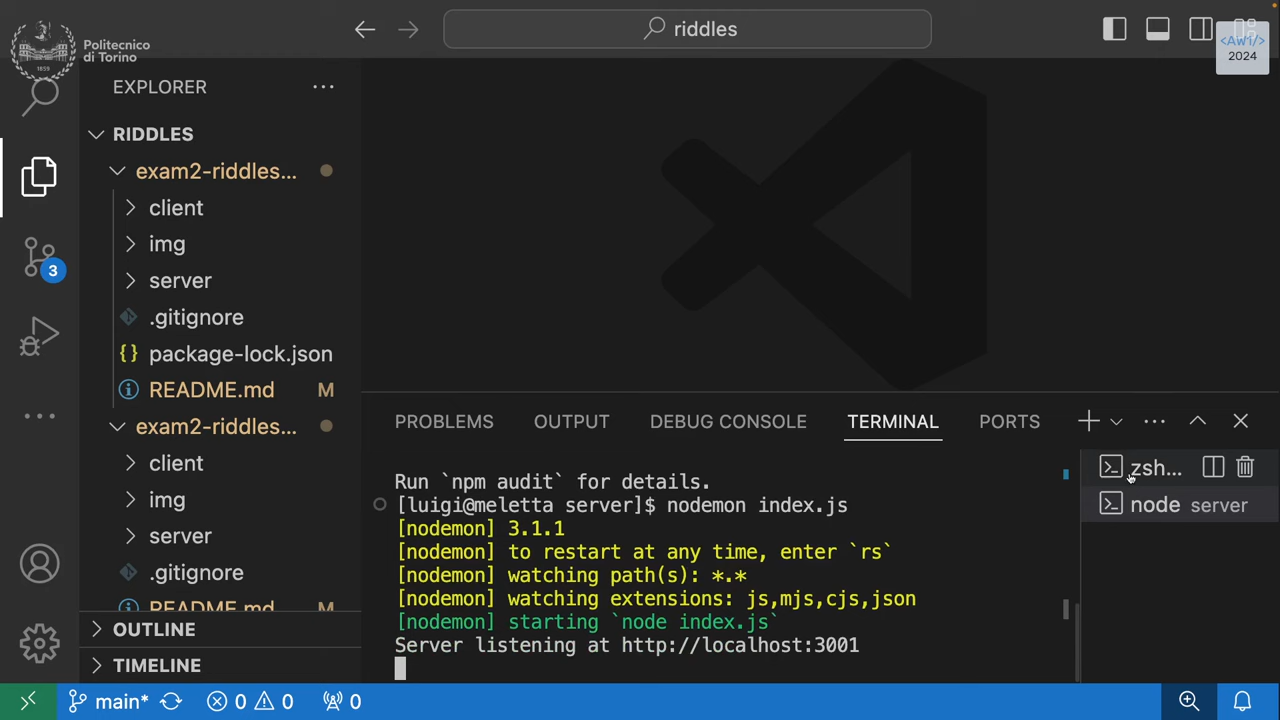 Politecnico
di Torino
1859
riddles
<AW1/>
2024
EXPLORER
RIDDLES
exam2-riddles...
client
img
server
.gitignore
package-lock.json
README.md M
exam2-riddles...
client
img
server
.gitignore
README.md M
OUTLINE
TIMELINE
3
PROBLEMS OUTPUT DEBUG CONSOLE TERMINAL PORTS
Run `npm audit` for details.
[luigi@meletta server]$ nodemon index.js
[nodemon] 3.1.1
[nodemon] to restart at any time, enter `rs`
[nodemon] watching path(s): *.*
[nodemon] watching extensions: js,mjs,cjs,json
[nodemon] starting `node index.js`
Server listening at http://localhost:3001
zsh...
node server
main* 0 0 0